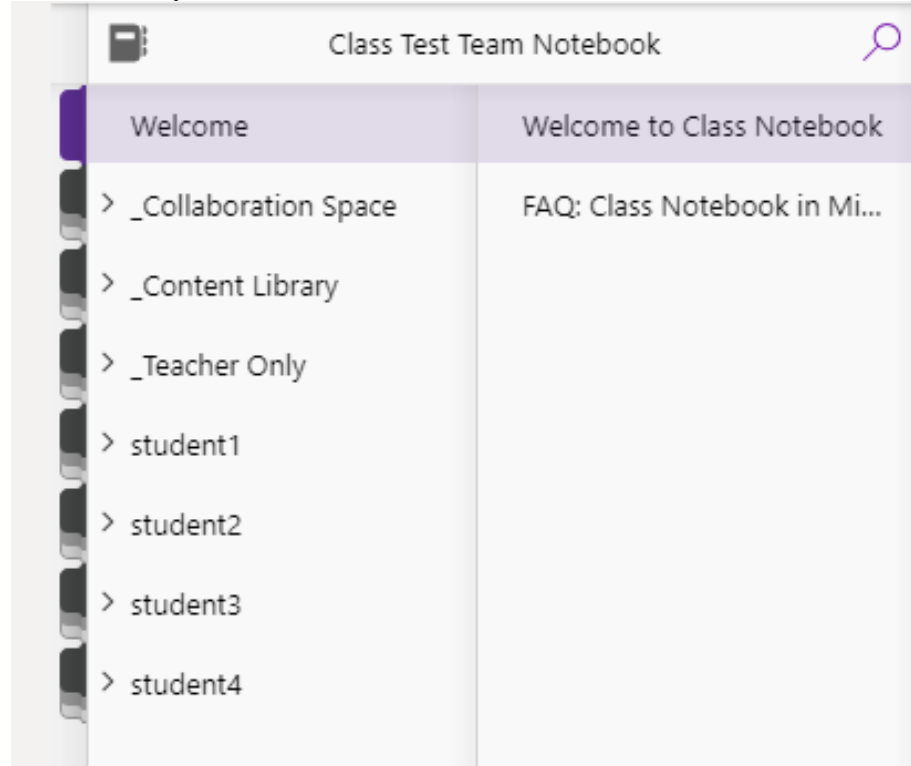 Class Test Team Notebook
Welcome
_Collaboration Space
_Content Library
_Teacher Only
student1
student2
student3
student4
Welcome to Class Notebook
FAQ: Class Notebook in Mi...